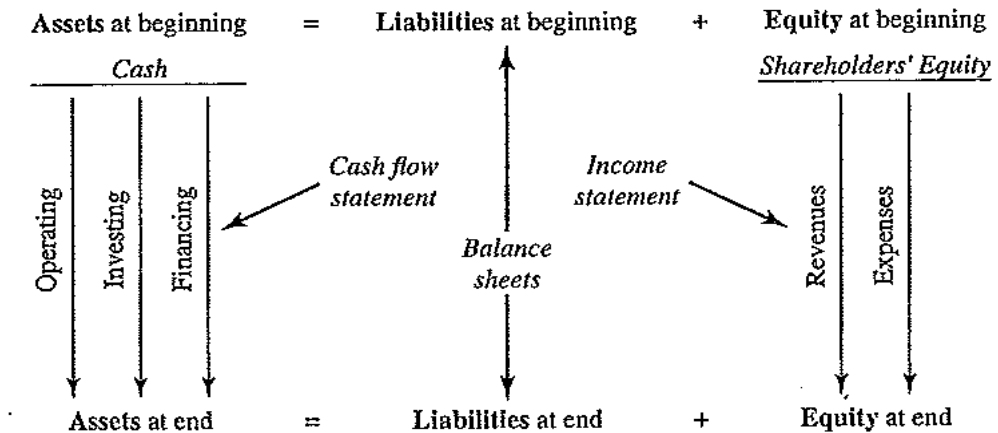 Assets at beginning = Liabilities at beginning + Equity at beginning
Cash
Shareholders' Equity
Operating
Investing
Financing
Cash flow
statement
Balance
sheets
Income
statement
Revenues
Expenses
Assets at end = Liabilities at end + Equity at end